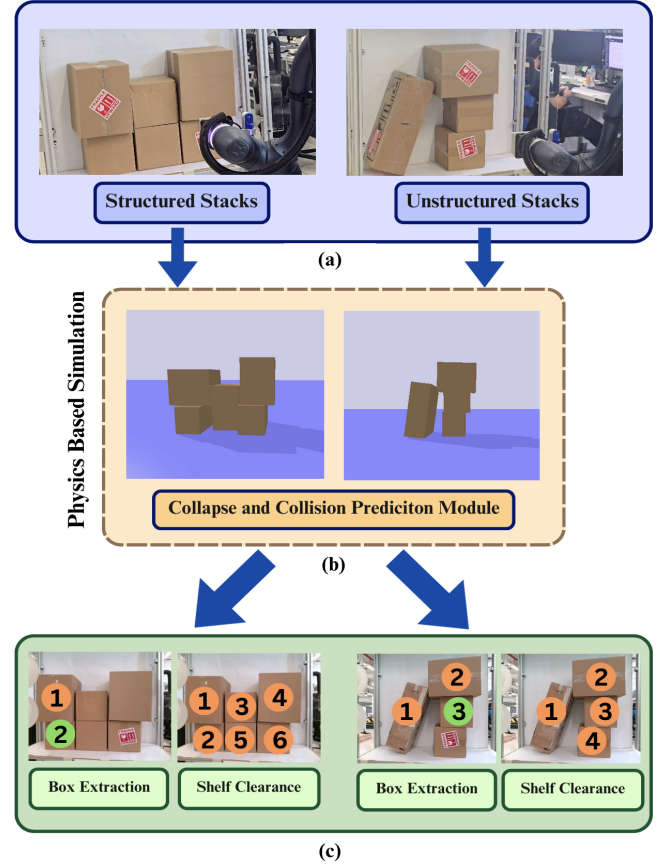 FRAGILE
Structured Stacks
Unstructured Stacks
(a)
Physics Based Simulation
Collapse and Collision Prediciton Module
(b)
1
2
1
3
4
2
5
6
1
2
3
1
2
3
4
Box Extraction
Shelf Clearance
Box Extraction
Shelf Clearance
(c)